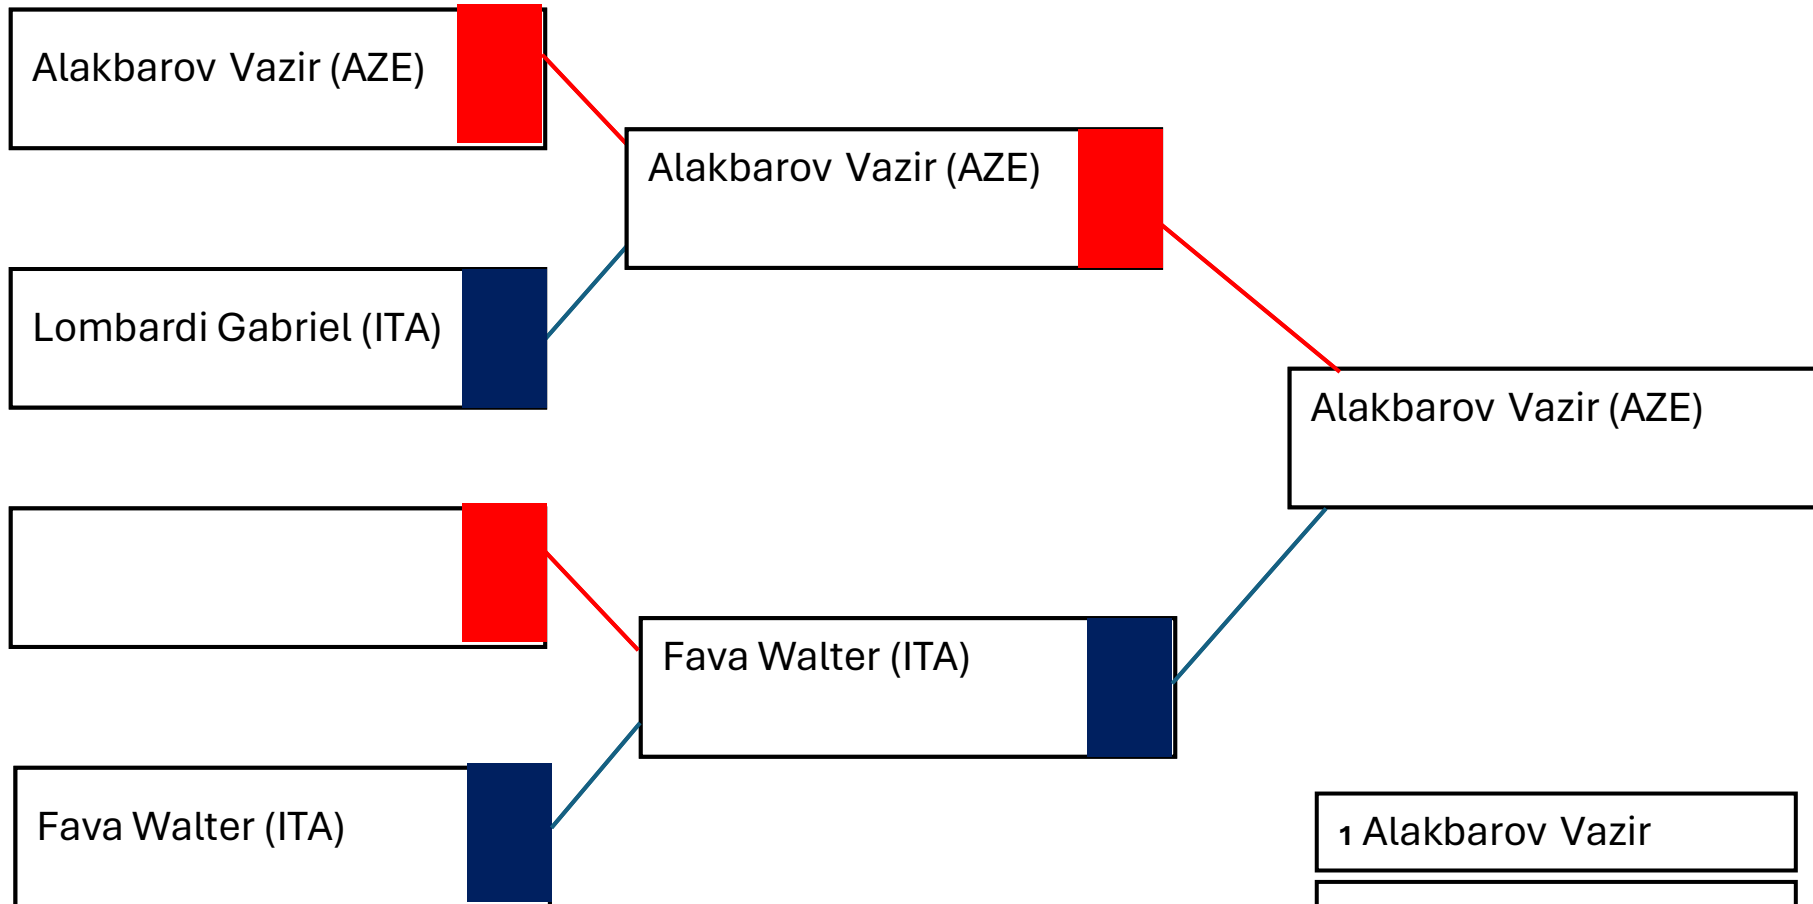 Alakbarov Vazir (AZE)
Alakbarov Vazir (AZE)
Lombardi Gabriel (ITA)
Alakbarov Vazir (AZE)
Fava Walter (ITA)
Fava Walter (ITA)
1 Alakbarov Vazir